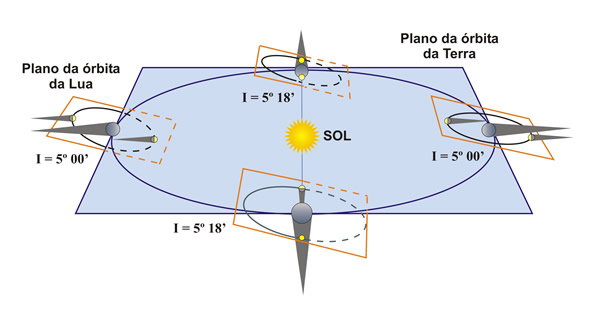 Plano da órbita
da Terra
Plano da órbita
da Lua
I = 5º 18’
SOL
I = 5º 00’
I = 5º 00’
I = 5º 18’